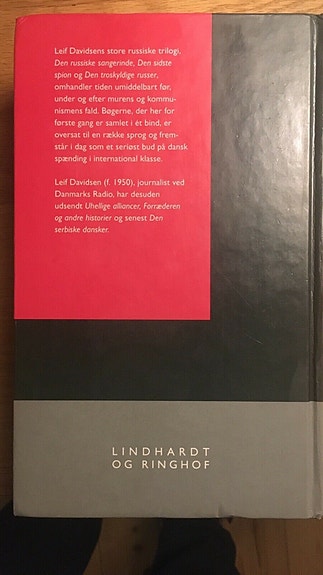 Leif Davidsens store russiske trilogi,
Den russiske sangerinde, Den sidste
spion og Den troskyldige russer,
omhandler tiden umiddelbart før,
under og efter murens og kommu-
nismens fald. Bøgerne, der her for
første gang er samlet i ét bind, er
oversat til en række sprog og frem-
står i dag som et seriøst bud på dansk
spænding i international klasse.
Leif Davidsen (f. 1950), journalist ved
Danmarks Radio, har desuden
udsendt Uhellige alliancer, Forræderen
og andre historier og senest Den
serbiske dansker.
LINDHARDT
OG RINGHOF